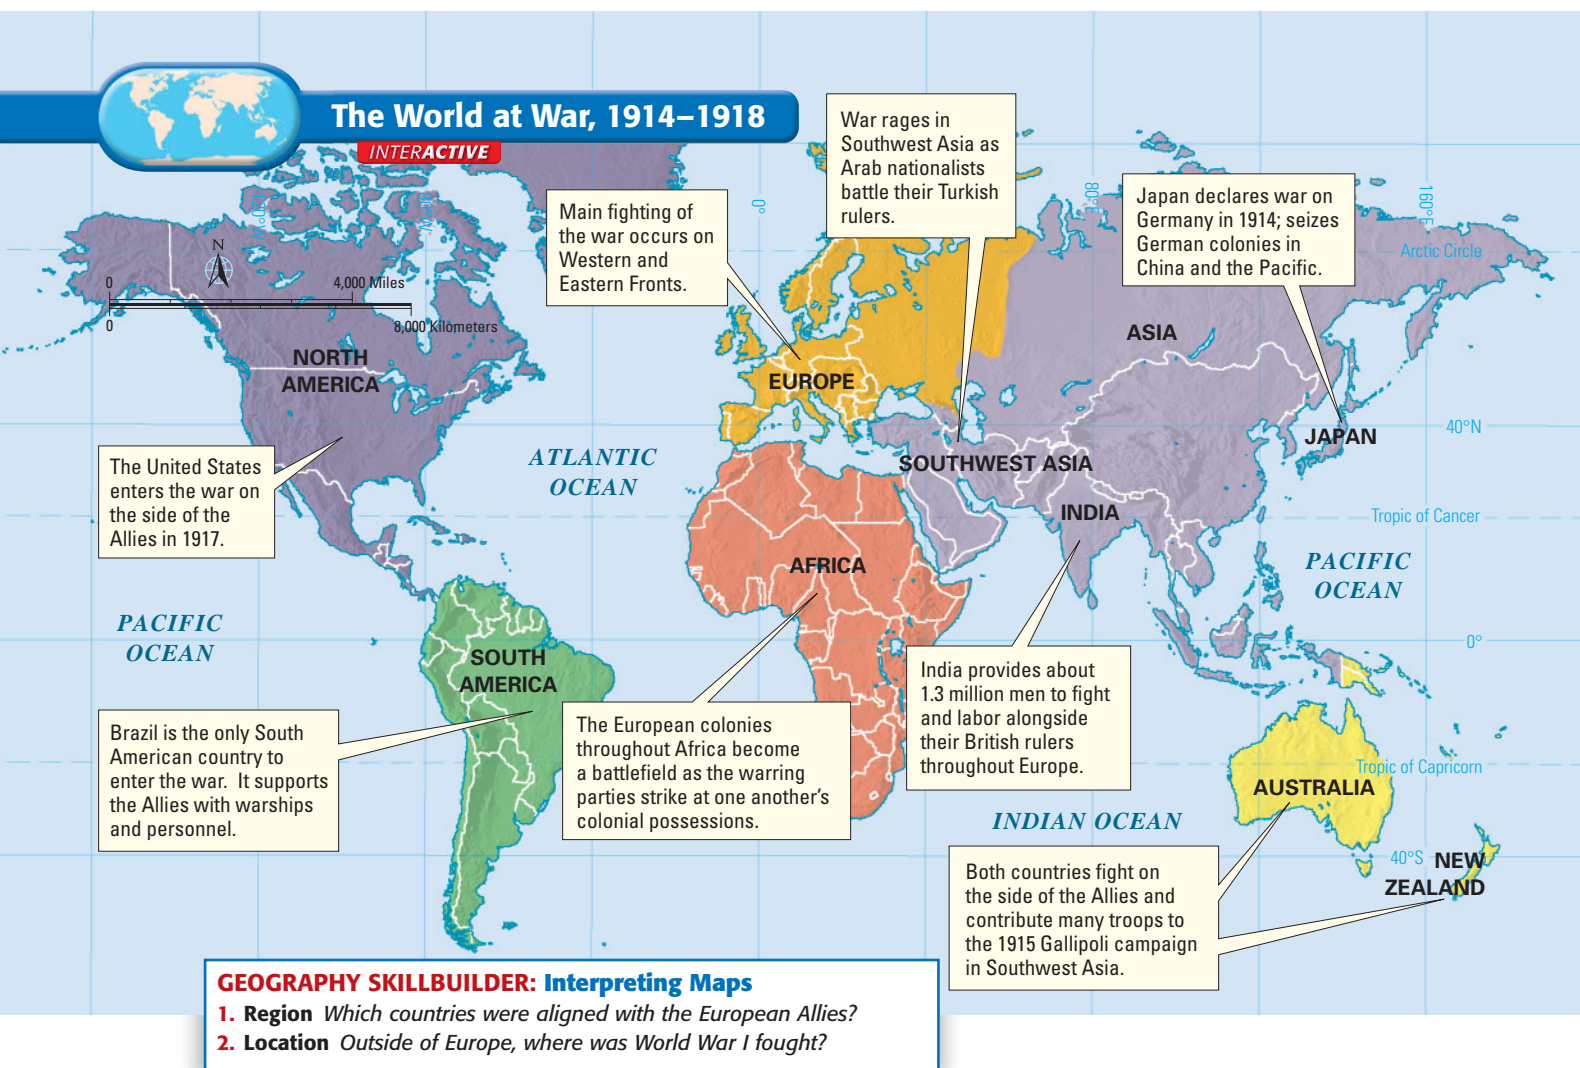 The World at War, 1914–1918
INTERACTIVE
War rages in
Southwest Asia as
Arab nationalists
battle their Turkish
rulers.
Main fighting of
the war occurs on
Western and
Eastern Fronts.
Japan declares war on
Germany in 1914; seizes
German colonies in
China and the Pacific.
0°
80°E
160°E
Arctic Circle
N
0
4,000 Miles
0
8,000 Kilometers
NORTH
AMERICA
EUROPE
ASIA
JAPAN
40°N
The United States
enters the war on
the side of the
Allies in 1917.
ATLANTIC
OCEAN
SOUTHWEST ASIA
INDIA
Tropic of Cancer
AFRICA
PACIFIC
OCEAN
PACIFIC
OCEAN
0°
SOUTH
AMERICA
India provides about
1.3 million men to fight
and labor alongside
their British rulers
throughout Europe.
Brazil is the only South
American country to
enter the war. It supports
the Allies with warships
and personnel.
The European colonies
throughout Africa become
a battlefield as the warring
parties strike at one another's
colonial possessions.
Tropic of Capricorn
AUSTRALIA
INDIAN OCEAN
40°S
NEW
ZEALAND
Both countries fight on
the side of the Allies and
contribute many troops to
the 1915 Gallipoli campaign
in Southwest Asia.
GEOGRAPHY SKILLBUILDER: Interpreting Maps
1. Region Which countries were aligned with the European Allies?
2. Location Outside of Europe, where was World War I fought?